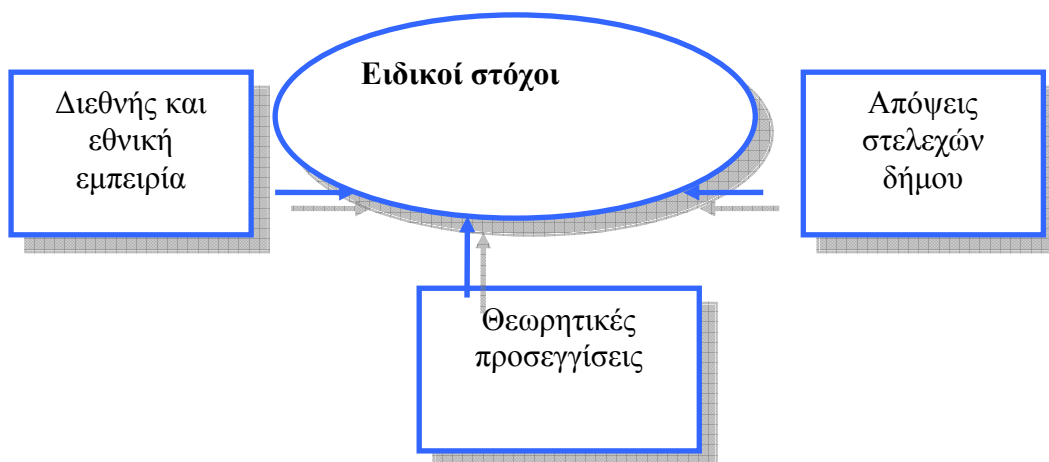 Ειδικοί στόχοι
Διεθνής και
εθνική
εμπειρία
Απόψεις
στελεχών
δήμου
Θεωρητικές
προσεγγίσεις